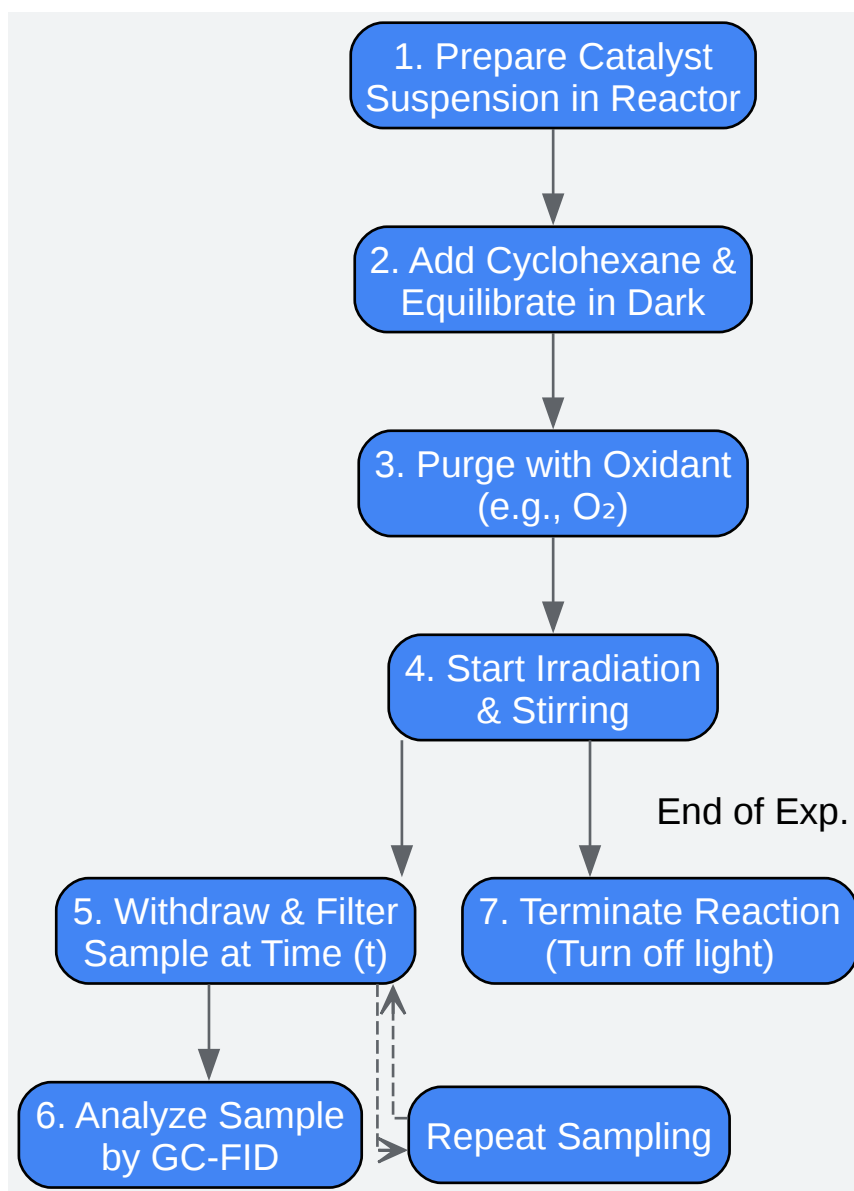 1. Prepare Catalyst
Suspension in Reactor
2. Add Cyclohexane &
Equilibrate in Dark
3. Purge with Oxidant
(e.g., O₂)
4. Start Irradiation
& Stirring
End of Exp.
5. Withdraw & Filter
Sample at Time (t)
7. Terminate Reaction
(Turn off light)
6. Analyze Sample
by GC-FID
Repeat Sampling